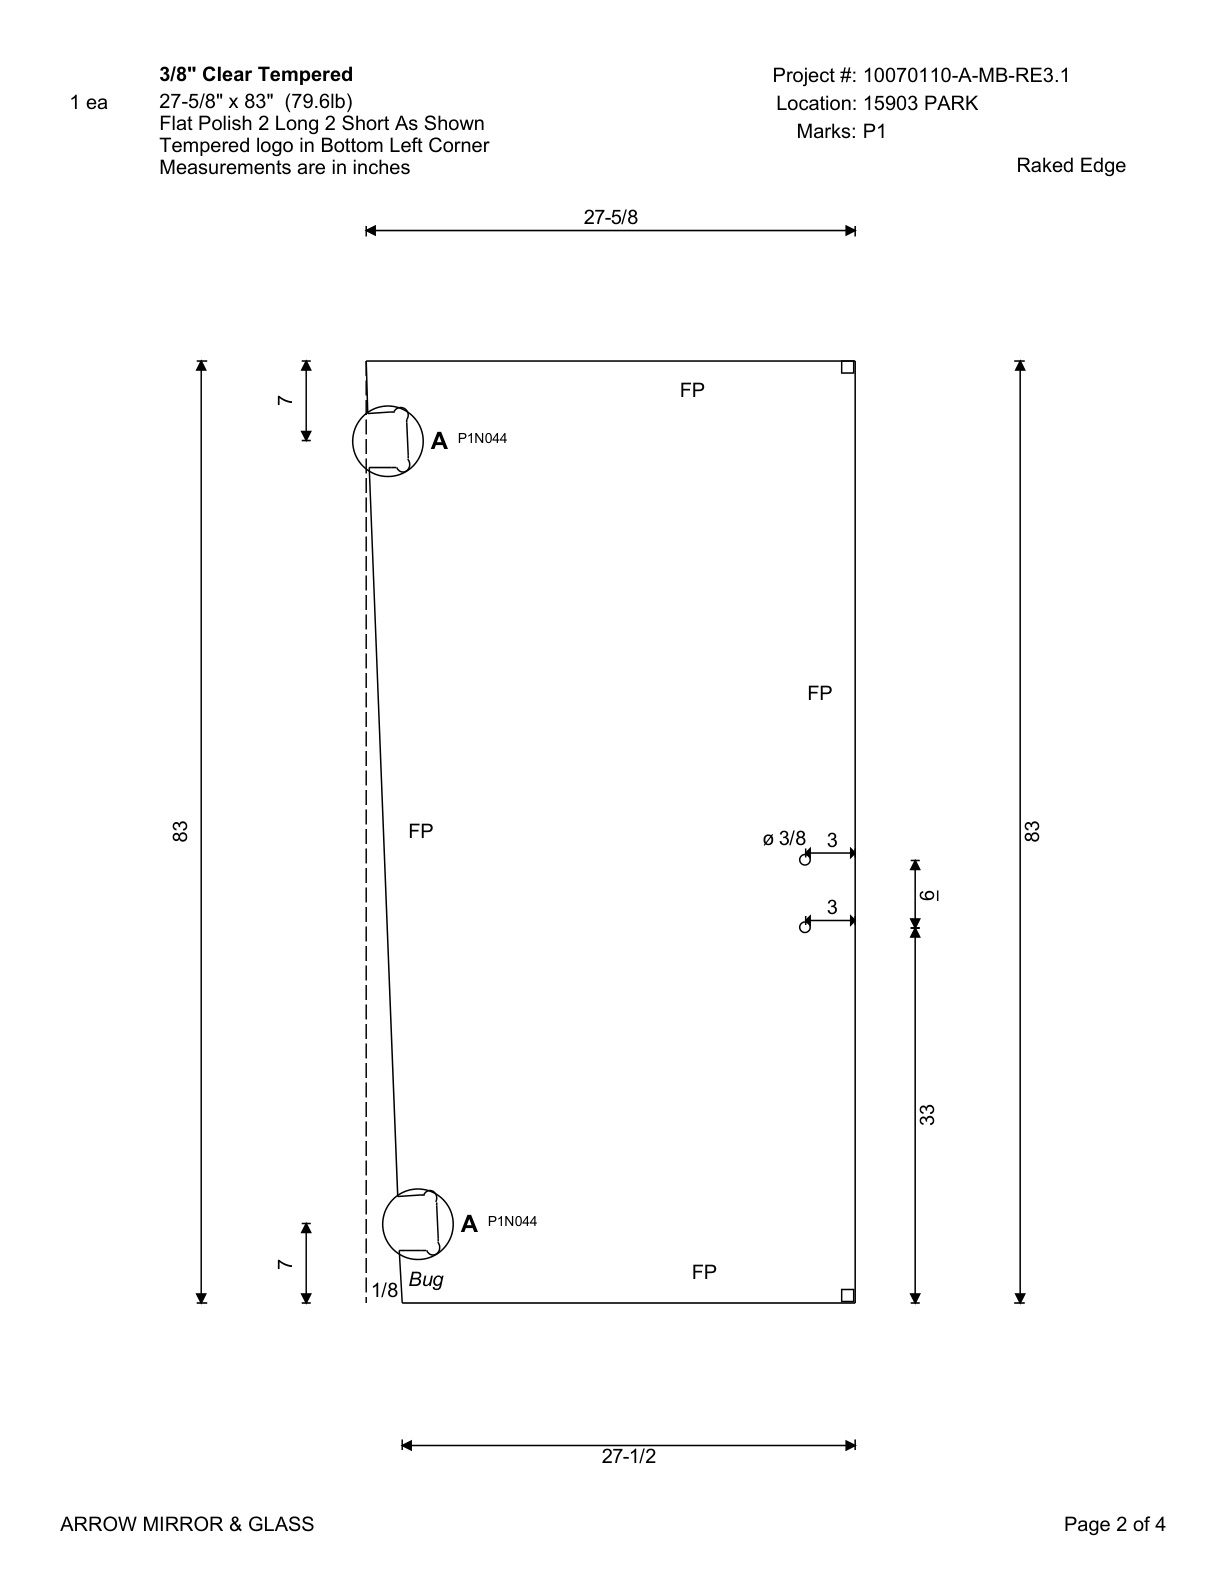 3/8" Clear Tempered
1 ea
27-5/8" x 83"  (79.6lb)
Flat Polish 2 Long 2 Short As Shown
Tempered logo in Bottom Left Corner
Measurements are in inches
Project #: 10070110-A-MB-RE3.1
Location: 15903 PARK
Marks: P1
Raked Edge
27-5/8
7
FP
A P1N044
FP
83
FP
ø 3/8
3
83
6
3
33
A P1N044
7
FP
Bug
1/8
27-1/2
ARROW MIRROR & GLASS
Page 2 of 4